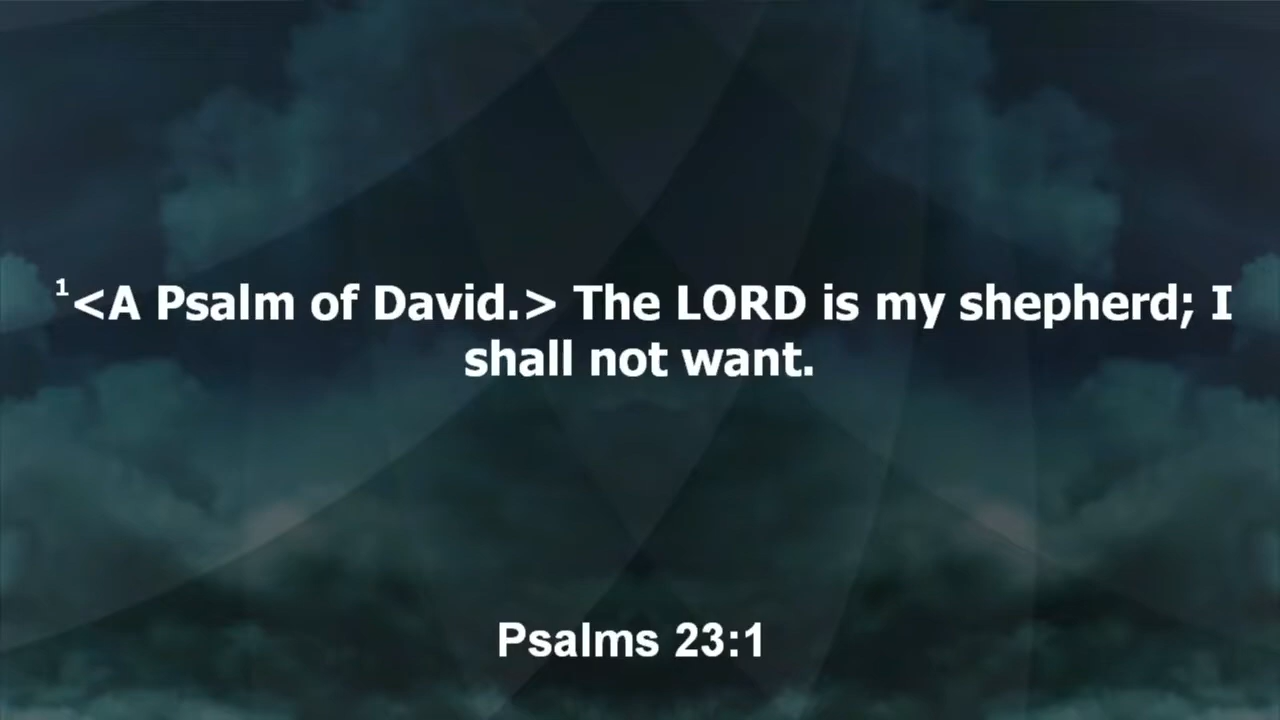 ¹<A Psalm of David.> The LORD is my shepherd; I
shall not want.
Psalms 23:1